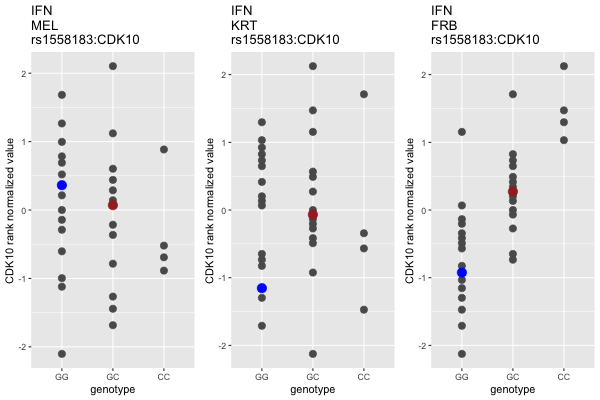 IFN
MEL
rs1558183:CDK10
CDK10 rank normalized value
2
1
0
-1
-2
GG
GC
CC
genotype
IFN
KRT
rs1558183:CDK10
CDK10 rank normalized value
2
1
0
-1
-2
GG
GC
CC
genotype
IFN
FRB
rs1558183:CDK10
CDK10 rank normalized value
2
1
0
-1
-2
GG
GC
CC
genotype